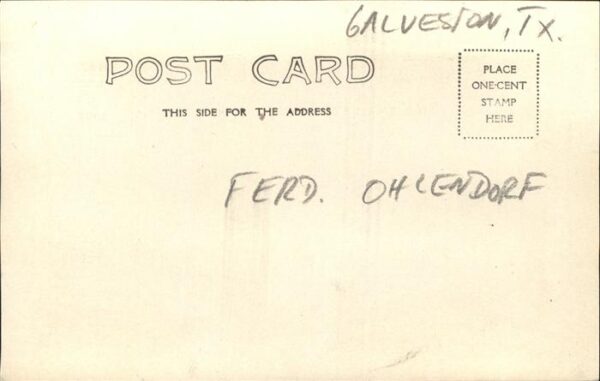 GALVESTON, TX.
POST CARD
THIS SIDE FOR THE ADDRESS
PLACE
ONE-CENT
STAMP
HERE
FERD. OHLENDORF